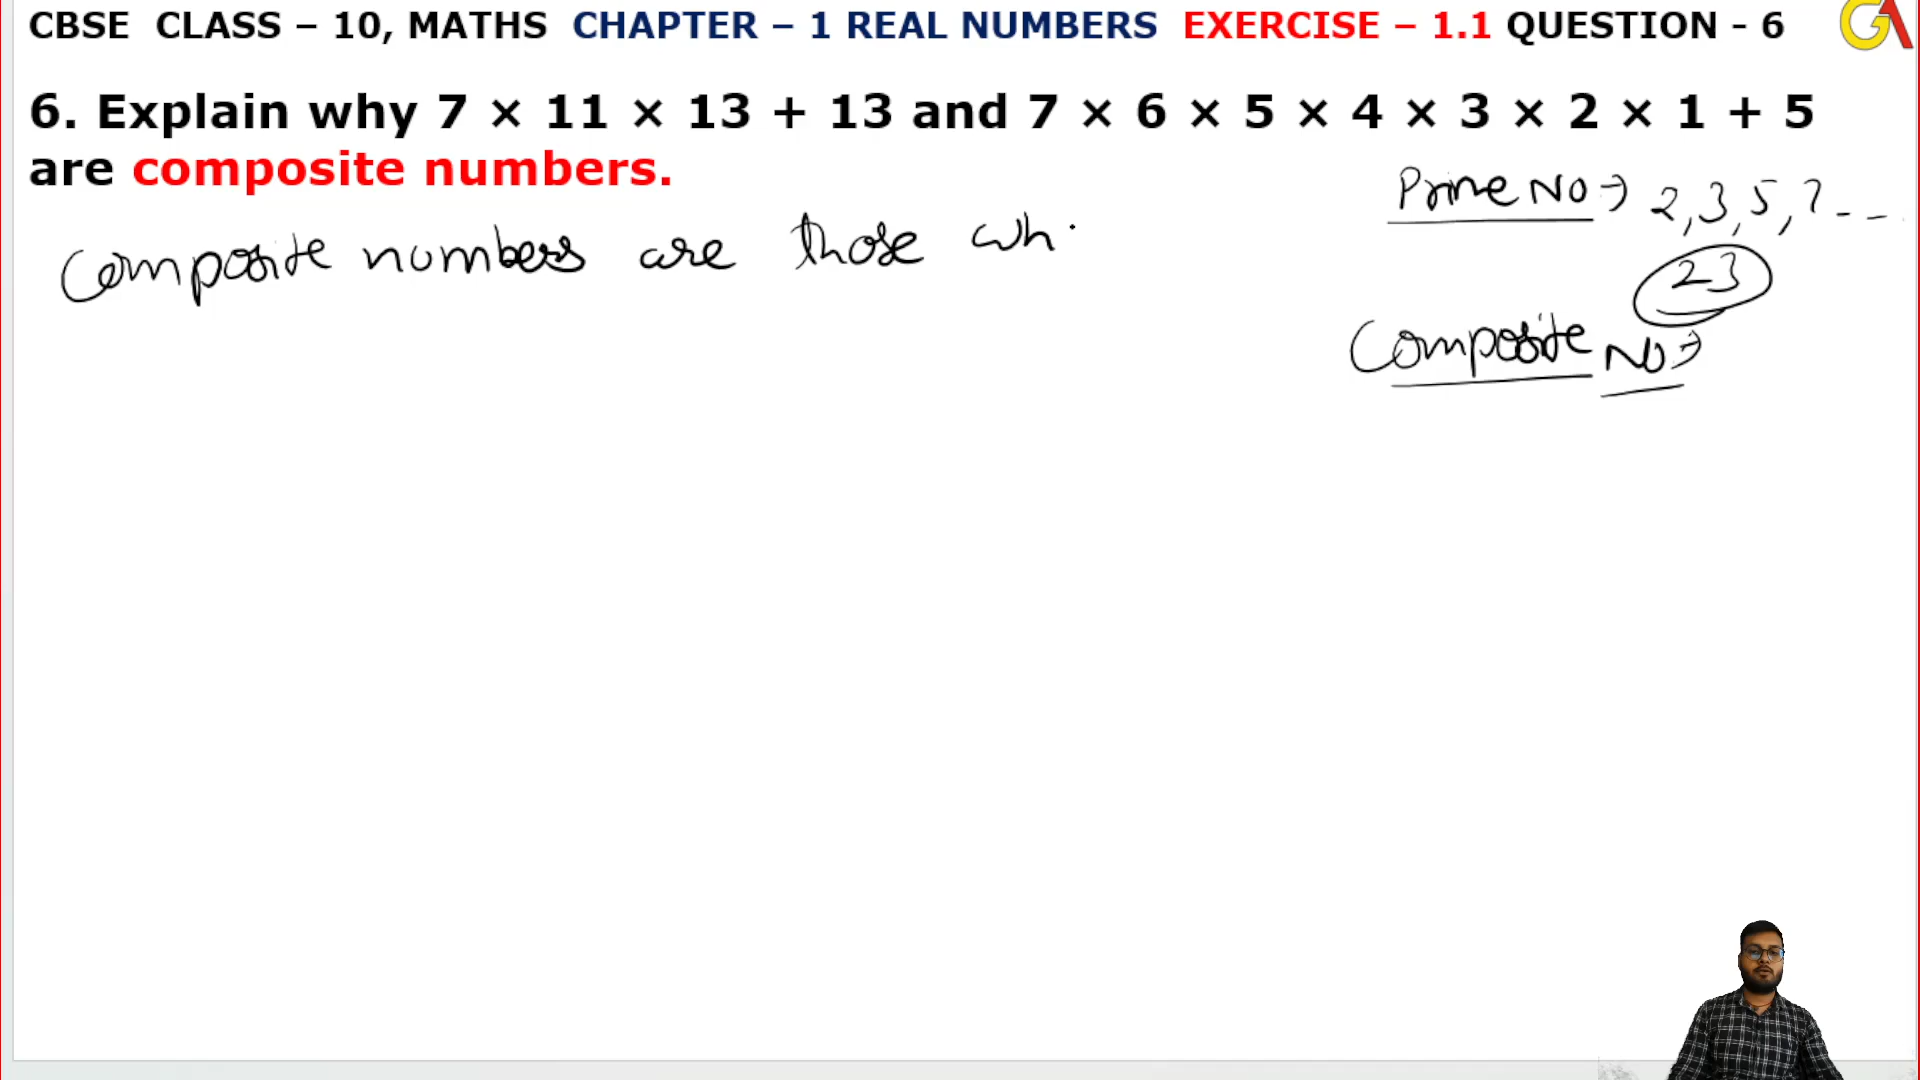 CBSE CLASS – 10, MATHS CHAPTER – 1 REAL NUMBERS EXERCISE – 1.1 QUESTION - 6
GA
6. Explain why 7 × 11 × 13 + 13 and 7 × 6 × 5 × 4 × 3 × 2 × 1 + 5
are composite numbers.
Prime No → 2, 3, 5, 7 - - -
Composite numbers are those wh
23
Composite No →